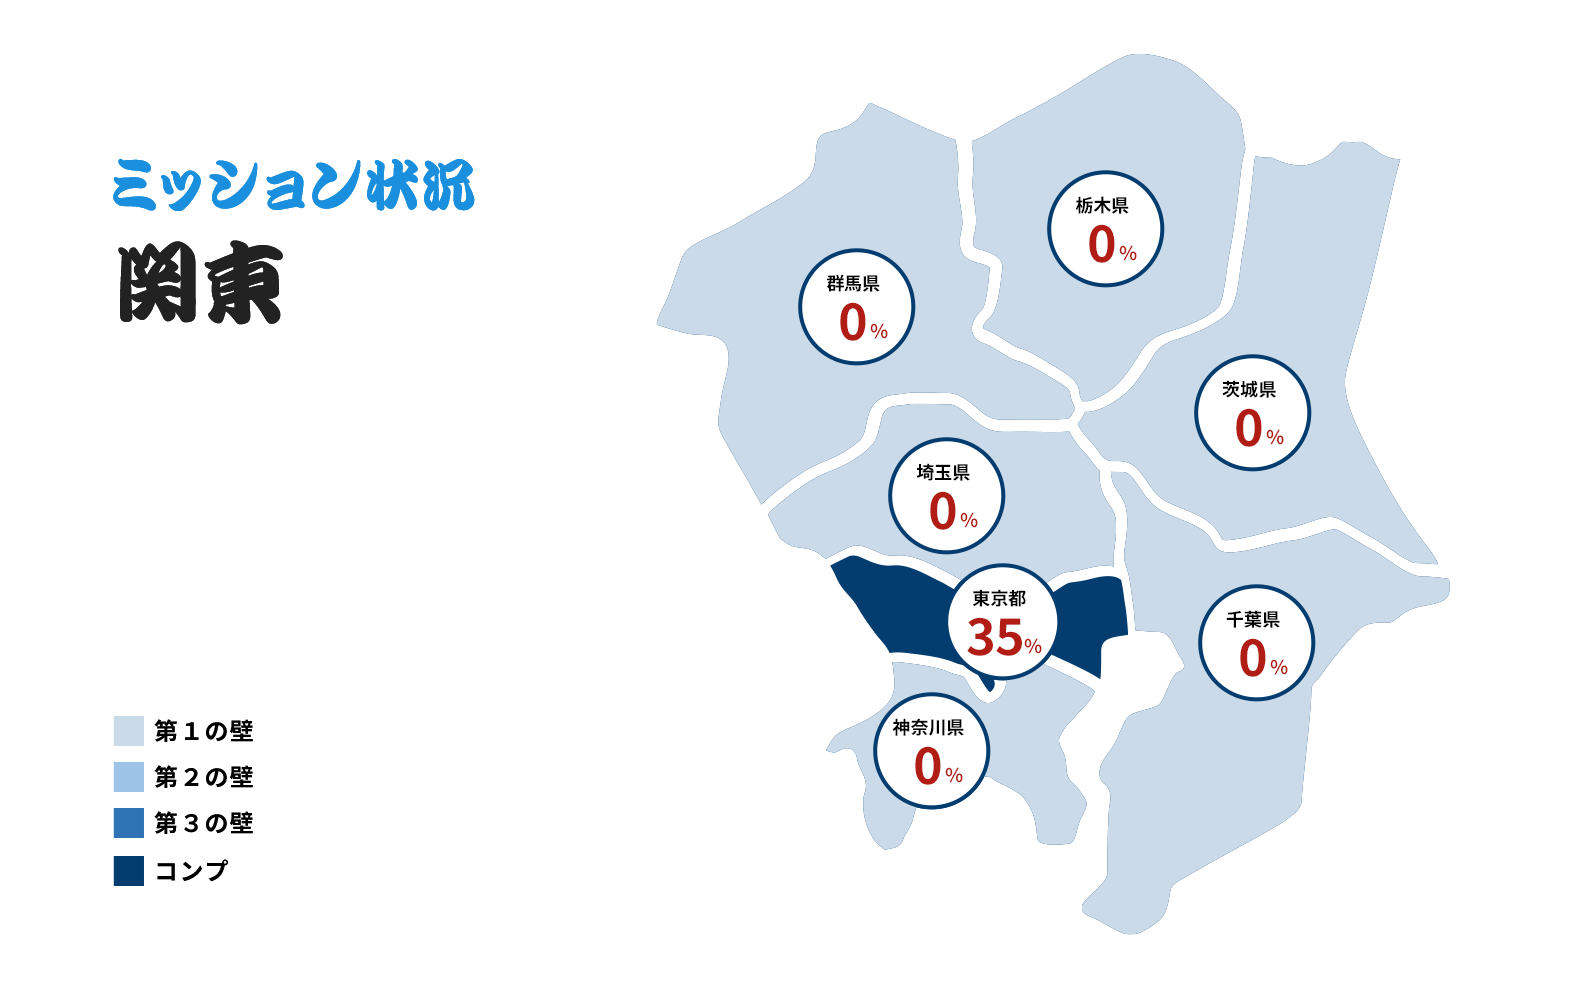 ミッション状況
関東
栃木県
0%
群馬県
0%
茨城県
0%
埼玉県
0%
東京都
35%
千葉県
0%
神奈川県
0%
第１の壁
第２の壁
第３の壁
コンプ